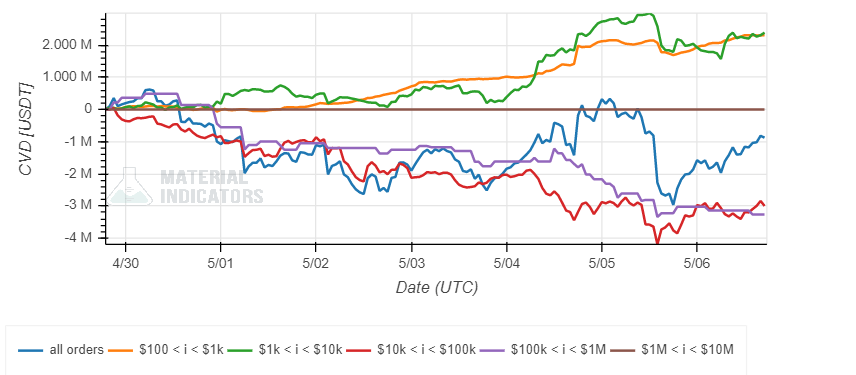 CVD [USDT]
2.000 M
1.000 M
0
-1 M
-2 M
-3 M
-4 M
MATERIAL
INDICATORS
4/30 5/01 5/02 5/03 5/04 5/05 5/06
Date (UTC)
all orders $100 < i < $1k $1k < i < $10k $10k < i < $100k $100k < i < $1M $1M < i < $10M